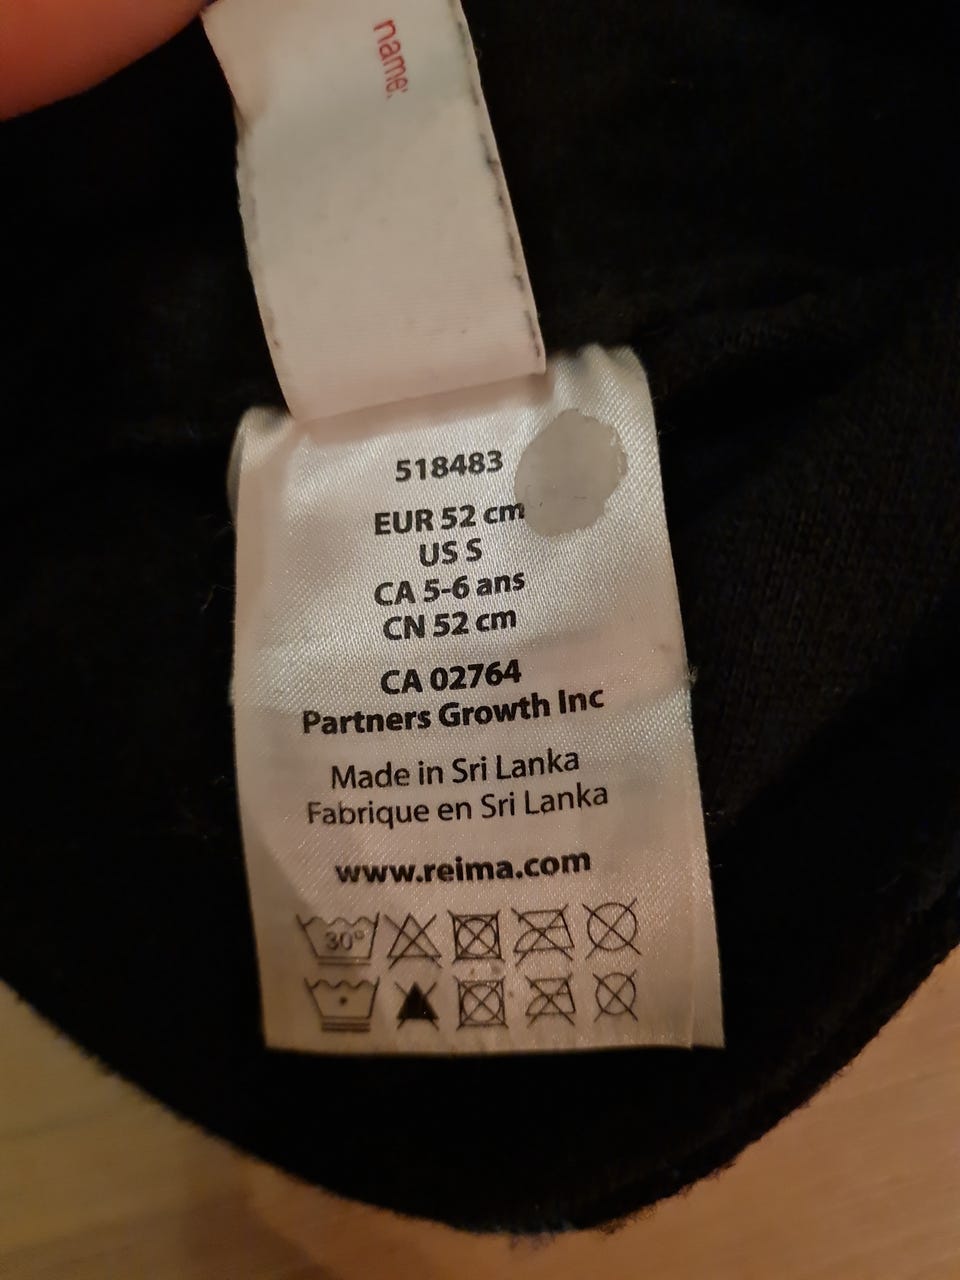 name:
518483
EUR 52 cm
US S
CA 5-6 ans
CN 52 cm
CA 02764
Partners Growth Inc
Made in Sri Lanka
Fabrique en Sri Lanka
www.reima.com
30°